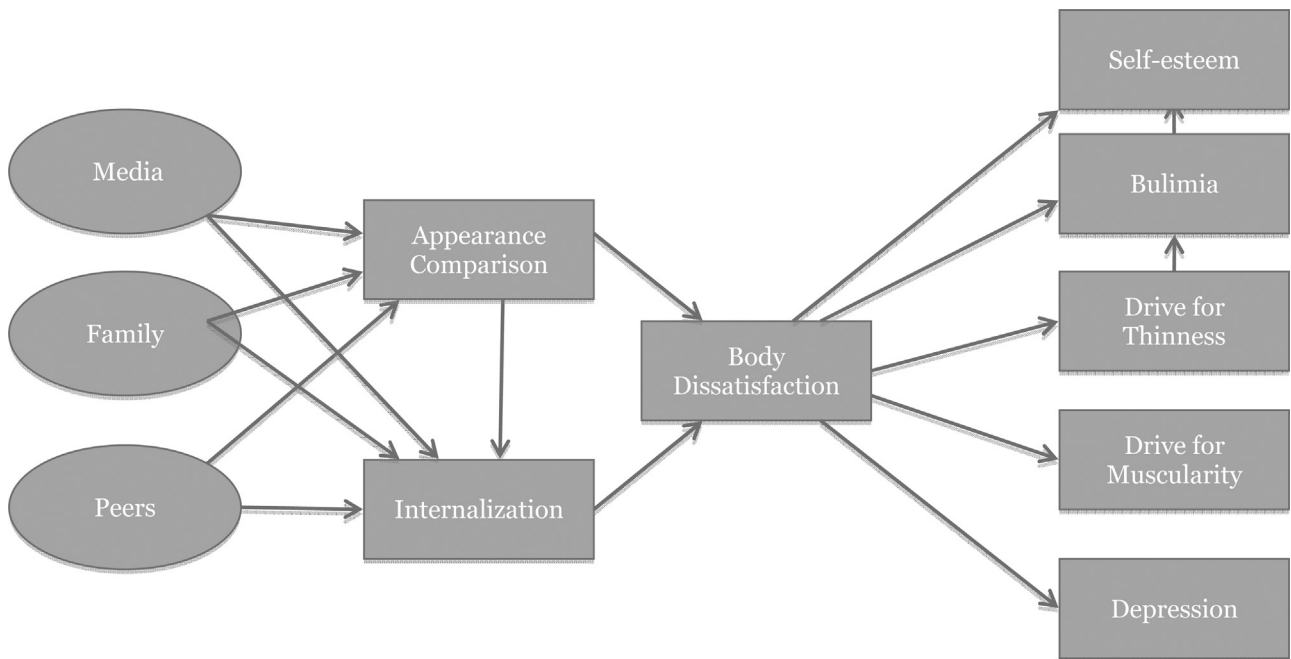 Media
Family
Peers
Appearance
Comparison
Internalization
Body
Dissatisfaction
Self-esteem
Bulimia
Drive for
Thinness
Drive for
Muscularity
Depression